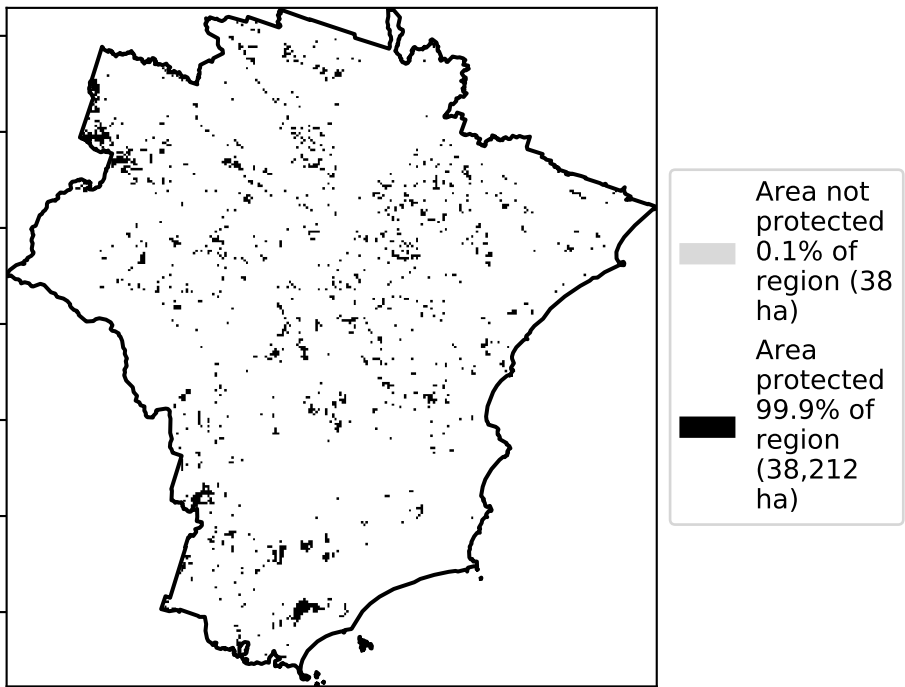 Area not
protected
0.1% of
region (38
ha)
Area
protected
99.9% of
region
(38,212
ha)